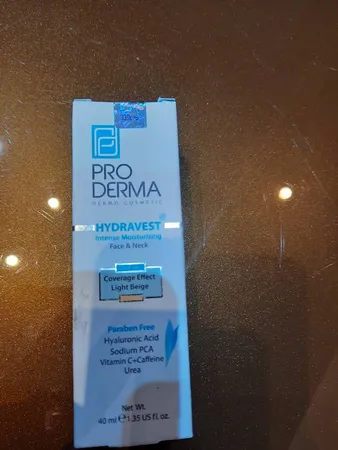 PRO
DERMA
DERMO COSMETIC
HYDRAVEST®
Intense Moisturising
Face & Neck
Coverage Effect
Light Beige
Paraben Free
Hyaluronic Acid
Sodium PCA
Vitamin C+Caffeine
Urea
Net Wt.
40 ml ℮ 1.35 US fl. oz.